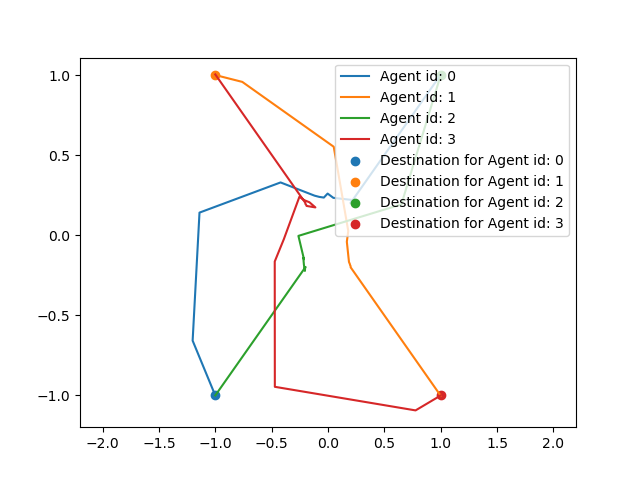 Agent id: 0
Agent id: 1
Agent id: 2
Agent id: 3
Destination for Agent id: 0
Destination for Agent id: 1
Destination for Agent id: 2
Destination for Agent id: 3
1.0
0.5
0.0
−0.5
−1.0
−2.0 −1.5 −1.0 −0.5 0.0 0.5 1.0 1.5 2.0